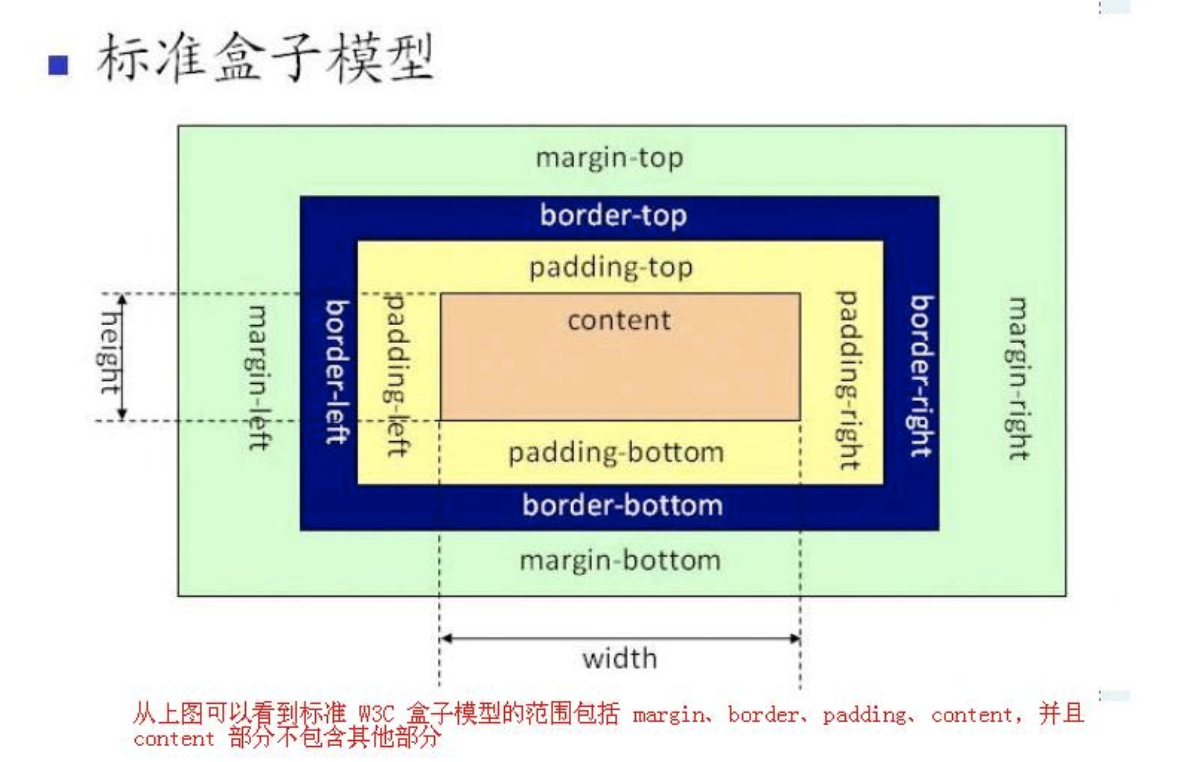 标准盒子模型
margin-top
border-top
padding-top
height
margin-left
border-left
padding-left
content
padding-right
border-right
margin-right
padding-bottom
border-bottom
margin-bottom
width
从上图可以看到标准 W3C 盒子模型的范围包括 margin、border、padding、content，并且
content 部分不包含其他部分